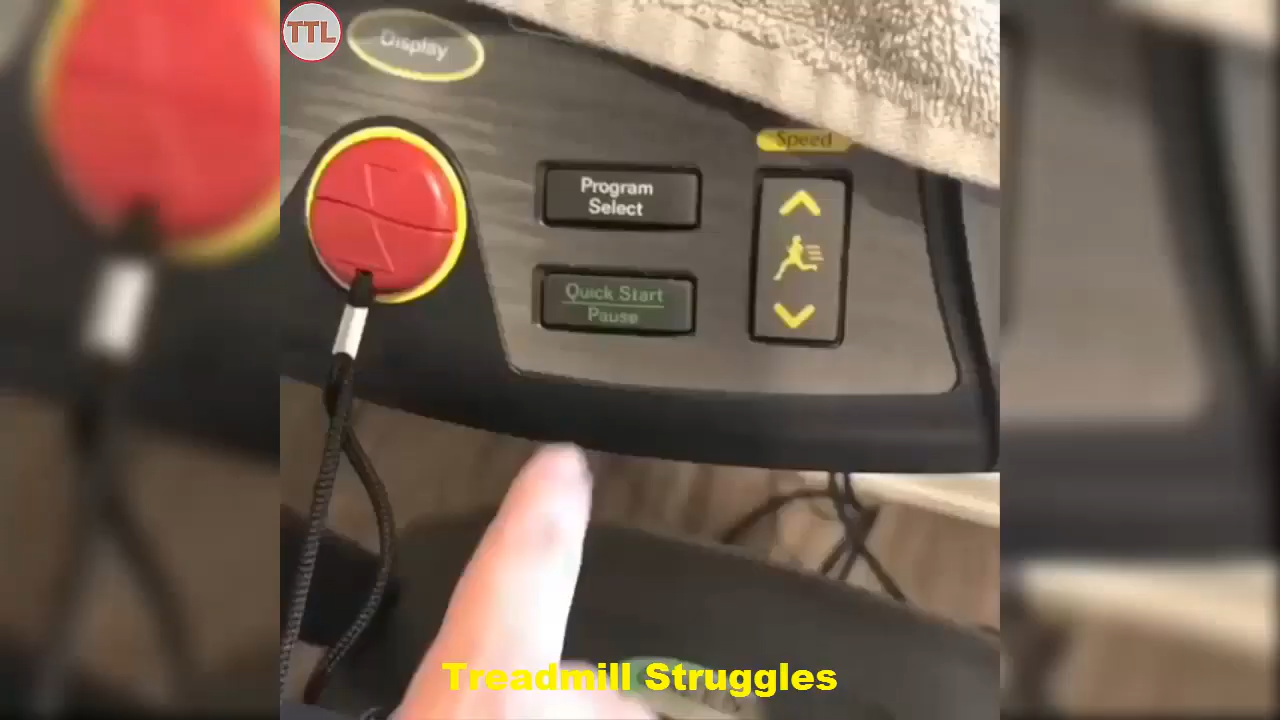 TTL
Display
Speed
Program
Select
Quick Start
Pause
Treadmill Struggles